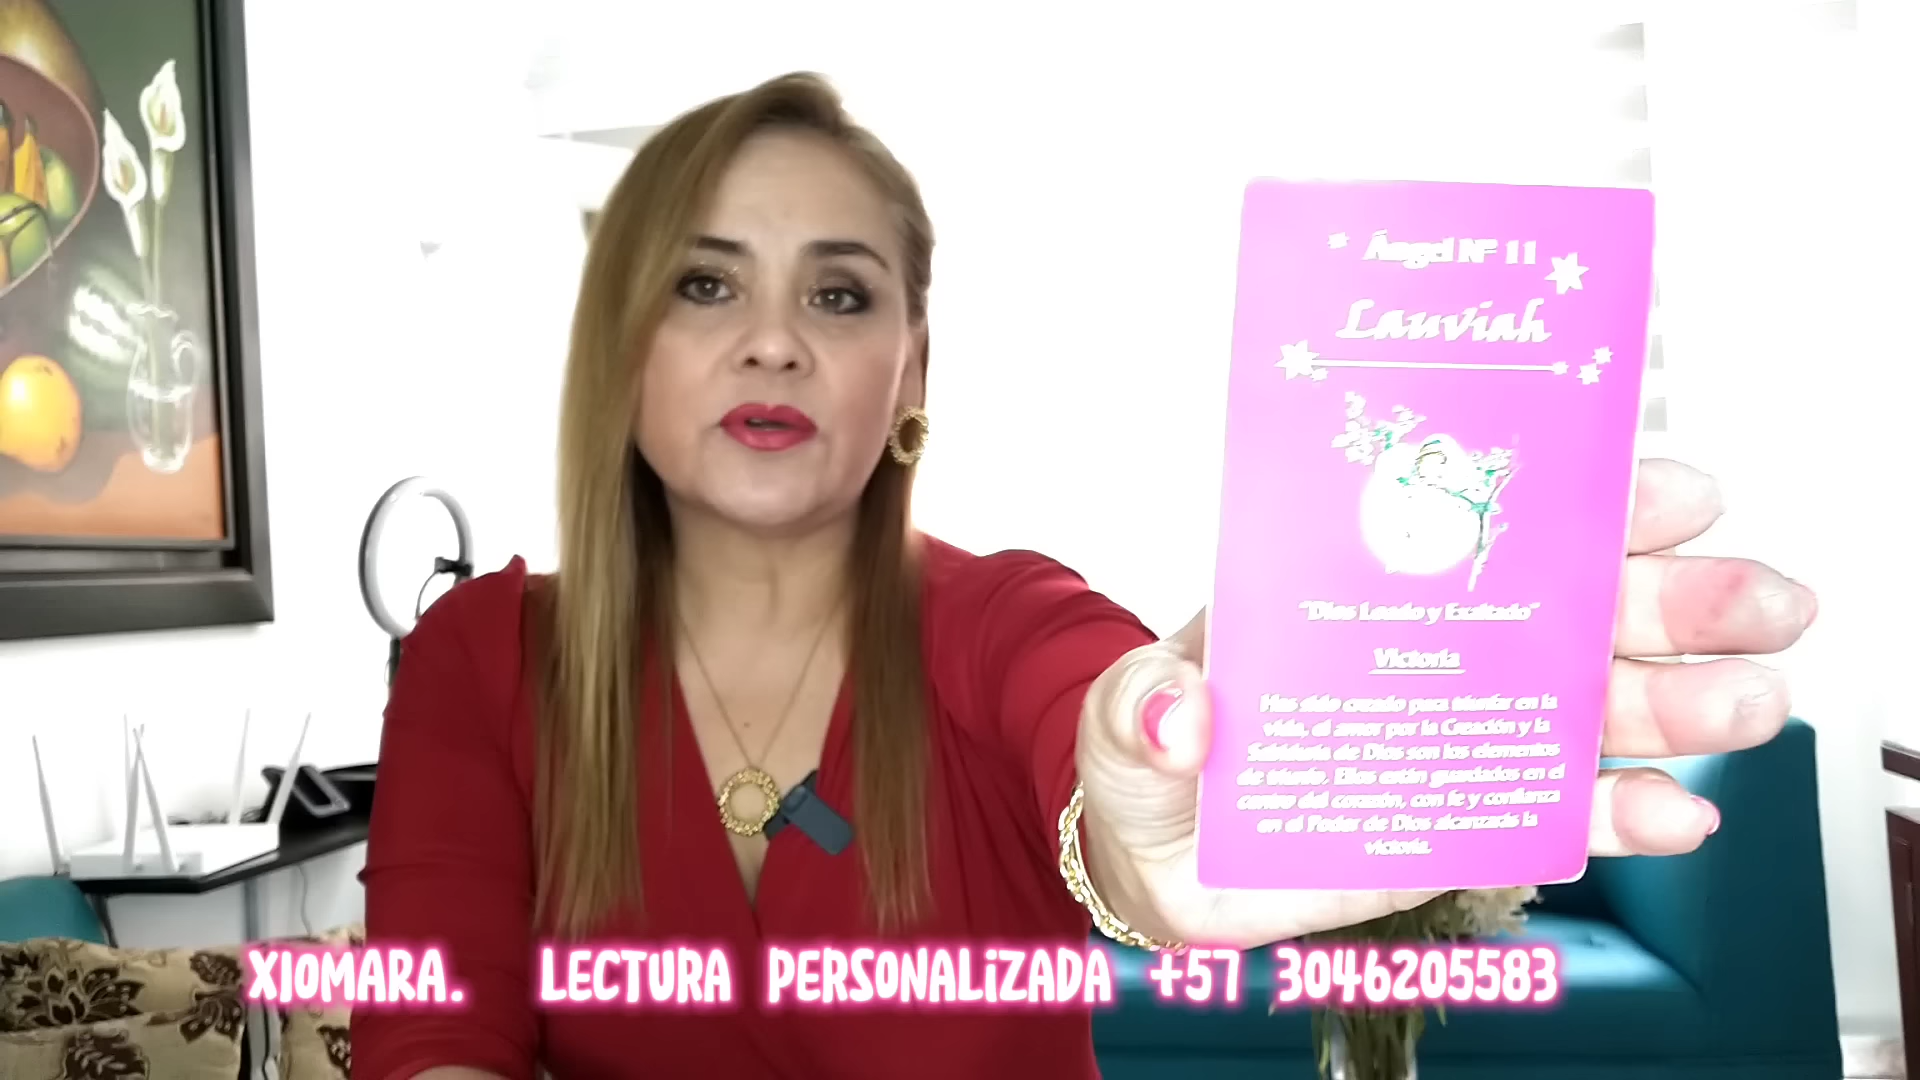 Ángel Nº 11
Lauviah
"Dios Loado y Exaltado"
Victoria
Has sido creado para triunfar en la
vida, el amor por la Creación y la
Sabiduría de Dios son los elementos
de triunfo. Ellos están guardados en el
centro del corazón, con fe y confianza
en el Poder de Dios alcanzarás la
victoria.
XIOMARA. LECTURA PERSONALiZADA +57 3046205583